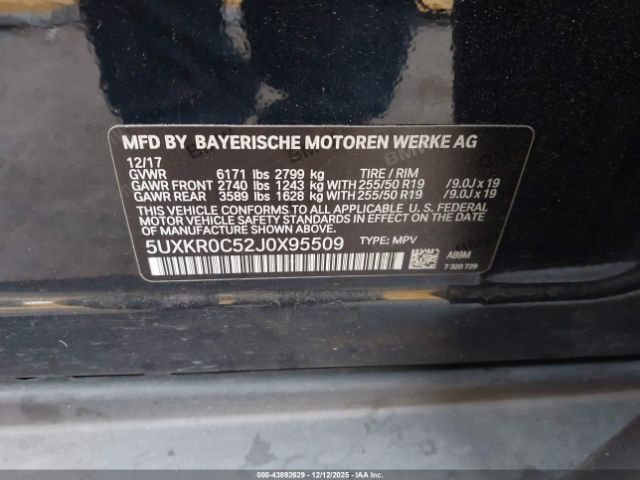 MFD BY BAYERISCHE MOTOREN WERKE AG
12/17
GVWR 6171 lbs 2799 kg TIRE / RIM
GAWR FRONT 2740 lbs 1243 kg WITH 255/50 R19 /9.0J x 19
GAWR REAR 3589 lbs 1628 kg WITH 255/50 R19 /9.0J x 19
THIS VEHICLE CONFORMS TO ALL APPLICABLE U. S. FEDERAL
MOTOR VEHICLE SAFETY STANDARDS IN EFFECT ON THE
DATE OF MANUFACTURE SHOWN ABOVE.
5UXKR0C52J0X95509 TYPE: MPV
A89M
7 320 729
000-43892629 - 12/12/2025 - IAAI.COM